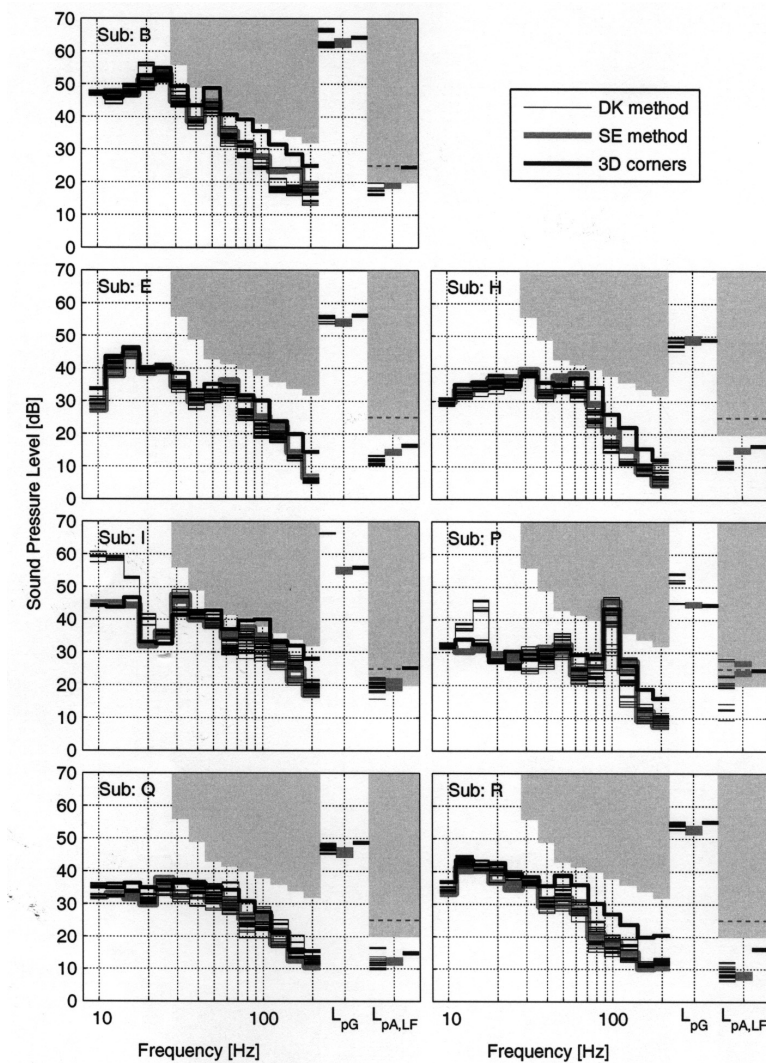 Sub: B
70
60
50
40
30
20
10
0
DK method
SE method
3D corners
Sub: E
70
60
50
40
30
20
10
0
Sub: H
Sound Pressure Level [dB]
Sub: I
70
60
50
40
30
20
10
0
Sub: P
Sub: Q
70
60
50
40
30
20
10
0
Sub: R
10 100 LpG LpA,LF
10 100 LpG LpA,LF
Frequency [Hz] Frequency [Hz]